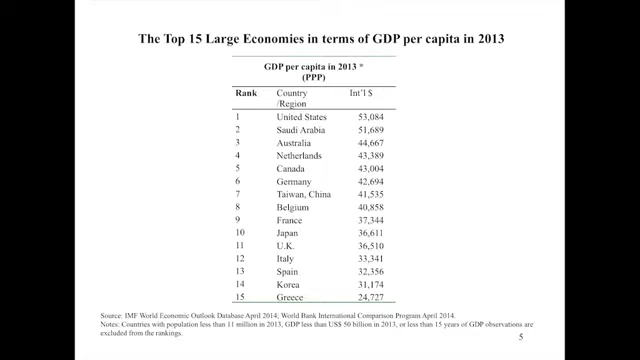 The Top 15 Large Economies in terms of GDP per capita in 2013
GDP per capita in 2013 *
(PPP)
Rank Country /Region Int'l $
1 United States 53,084
2 Saudi Arabia 51,689
3 Australia 44,667
4 Netherlands 43,389
5 Canada 43,004
6 Germany 42,694
7 Taiwan, China 41,535
8 Belgium 40,858
9 France 37,344
10 Japan 36,611
11 U.K. 36,510
12 Italy 33,341
13 Spain 32,356
14 Korea 31,174
15 Greece 24,727
Source: IMF World Economic Outlook Database April 2014; World Bank International Comparison Program April 2014.
Notes: Countries with population less than 11 million in 2013, GDP less than US$ 50 billion in 2013, or less than 15 years of GDP observations are
excluded from the rankings.
5